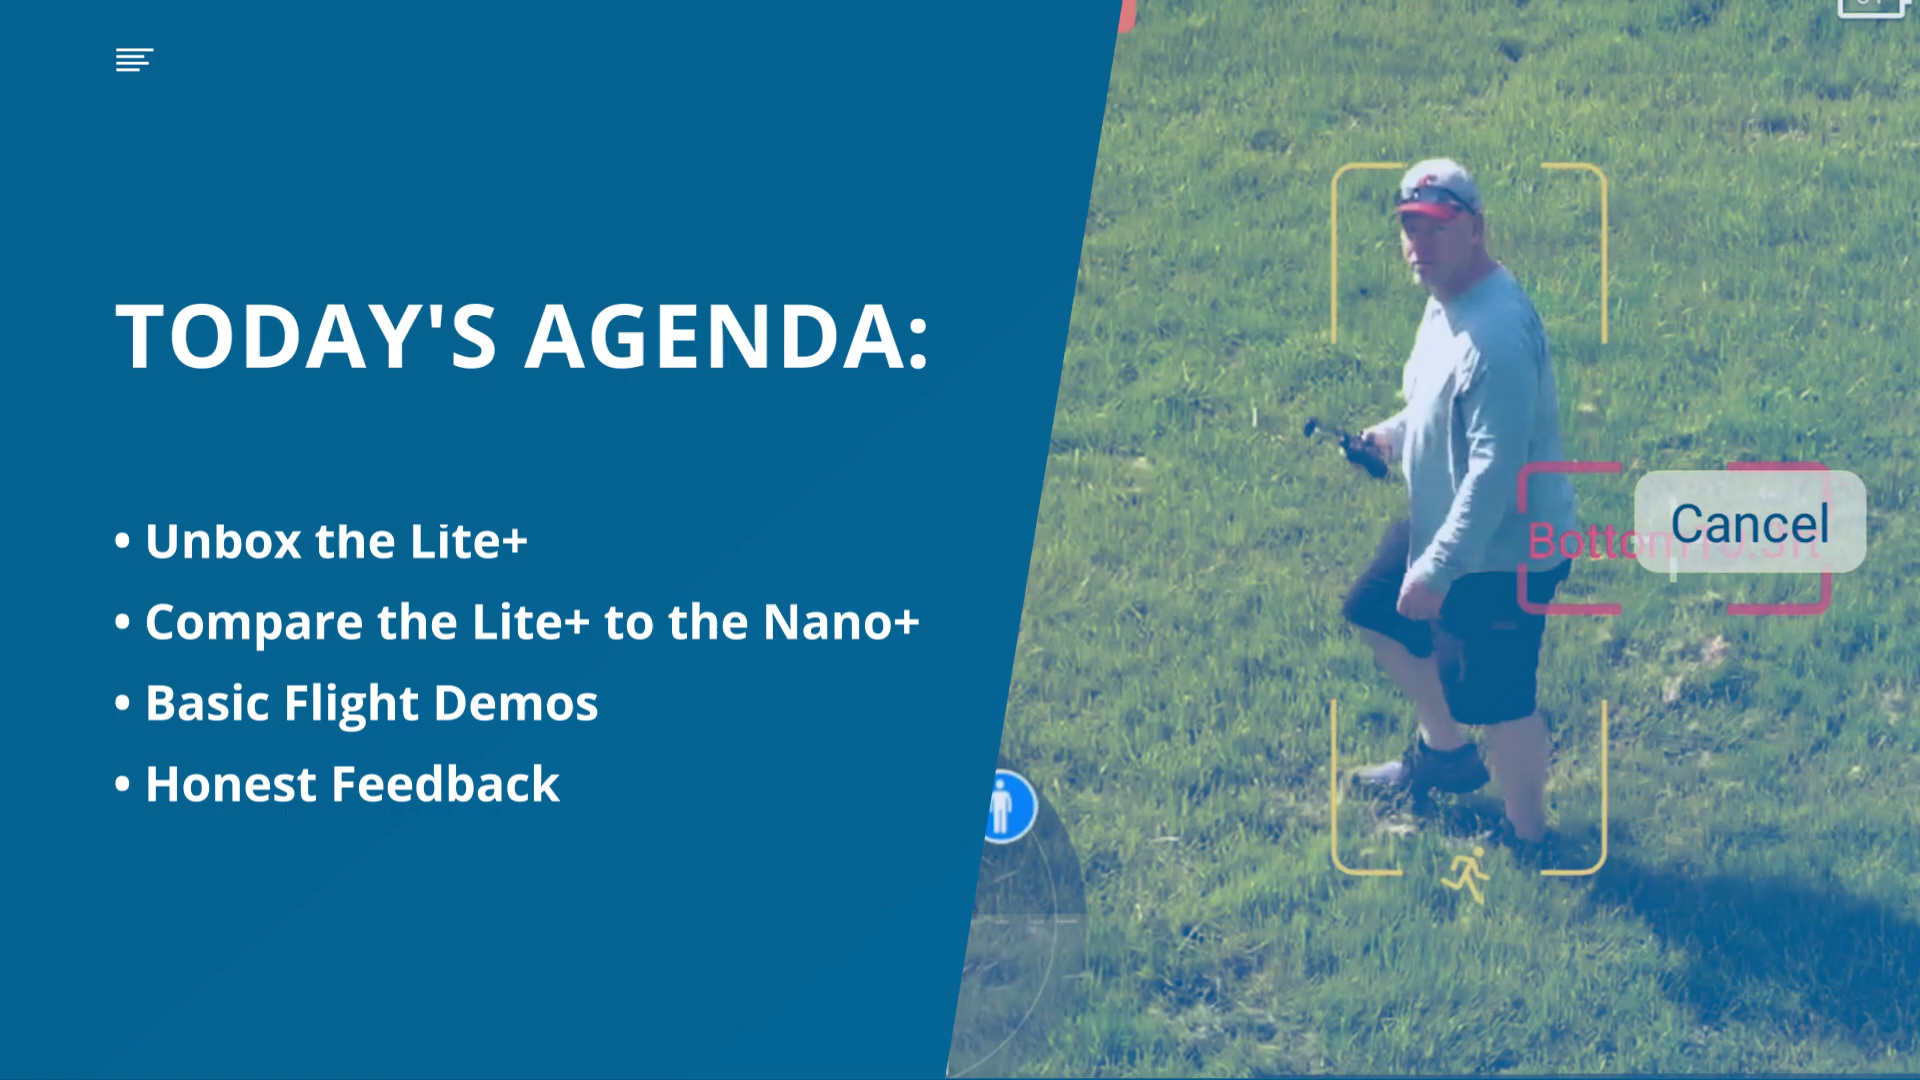 TODAY'S AGENDA:
• Unbox the Lite+
• Compare the Lite+ to the Nano+
• Basic Flight Demos
• Honest Feedback
Cancel